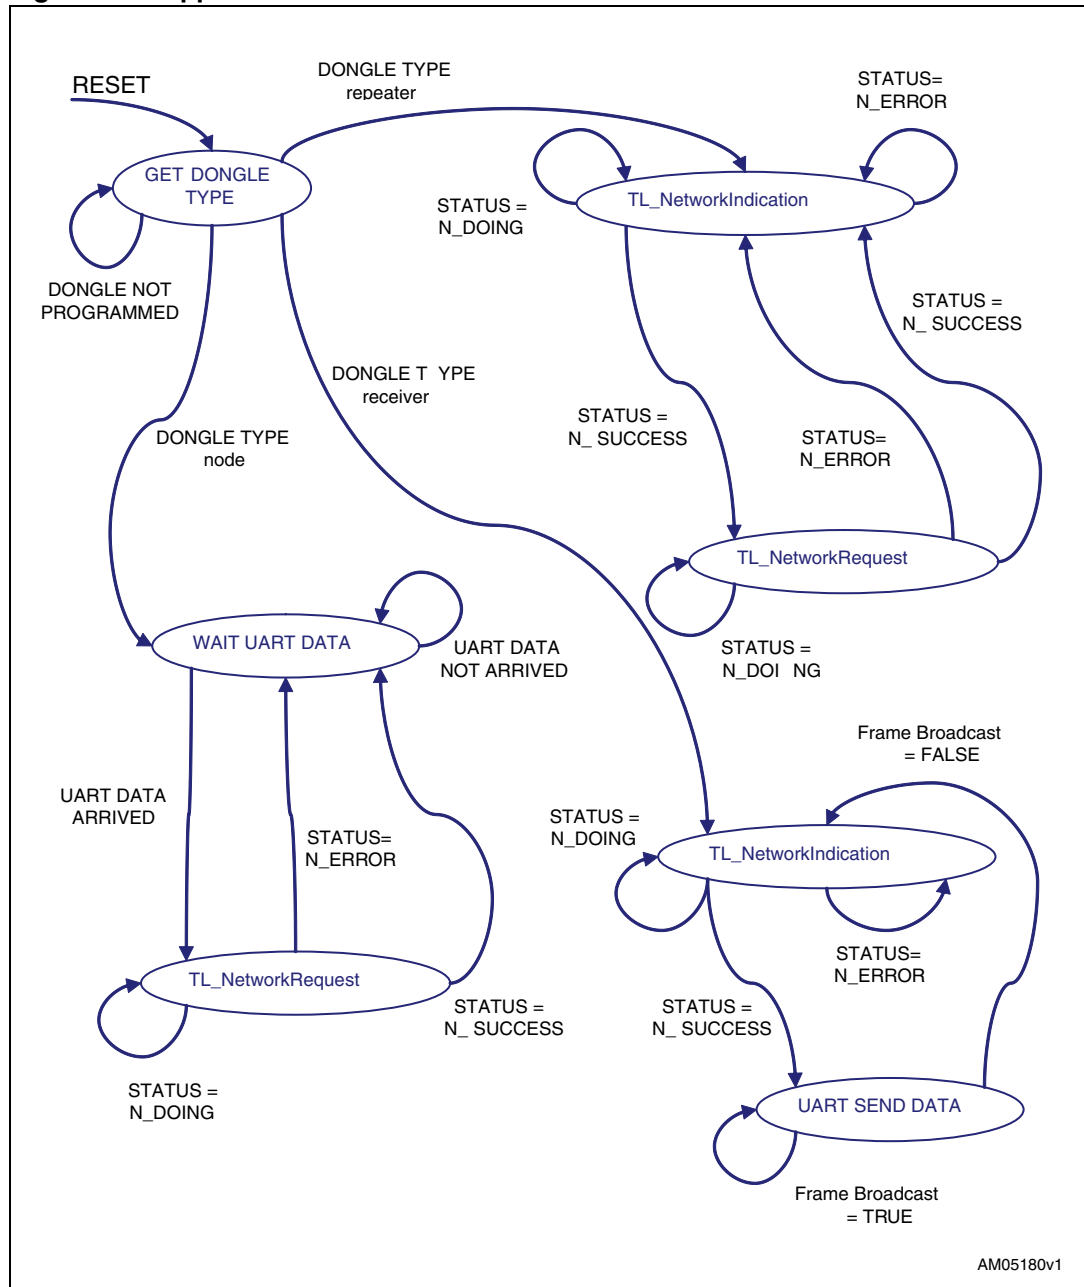 RESET
DONGLE TYPE
repeater
STATUS=
N_ERROR
GET DONGLE
TYPE
TL_NetworkIndication
STATUS =
N_DOING
DONGLE NOT
PROGRAMMED
STATUS =
N_ SUCCESS
DONGLE T YPE
receiver
STATUS =
N_ SUCCESS
STATUS=
N_ERROR
DONGLE TYPE
node
TL_NetworkRequest
WAIT UART DATA
UART DATA
NOT ARRIVED
STATUS =
N_DOI NG
Frame Broadcast
= FALSE
UART DATA
ARRIVED
STATUS=
N_ERROR
STATUS =
N_DOING
TL_NetworkIndication
STATUS=
N_ERROR
TL_NetworkRequest
STATUS =
N_ SUCCESS
STATUS =
N_ SUCCESS
STATUS =
N_DOING
UART SEND DATA
Frame Broadcast
= TRUE
AM05180v1